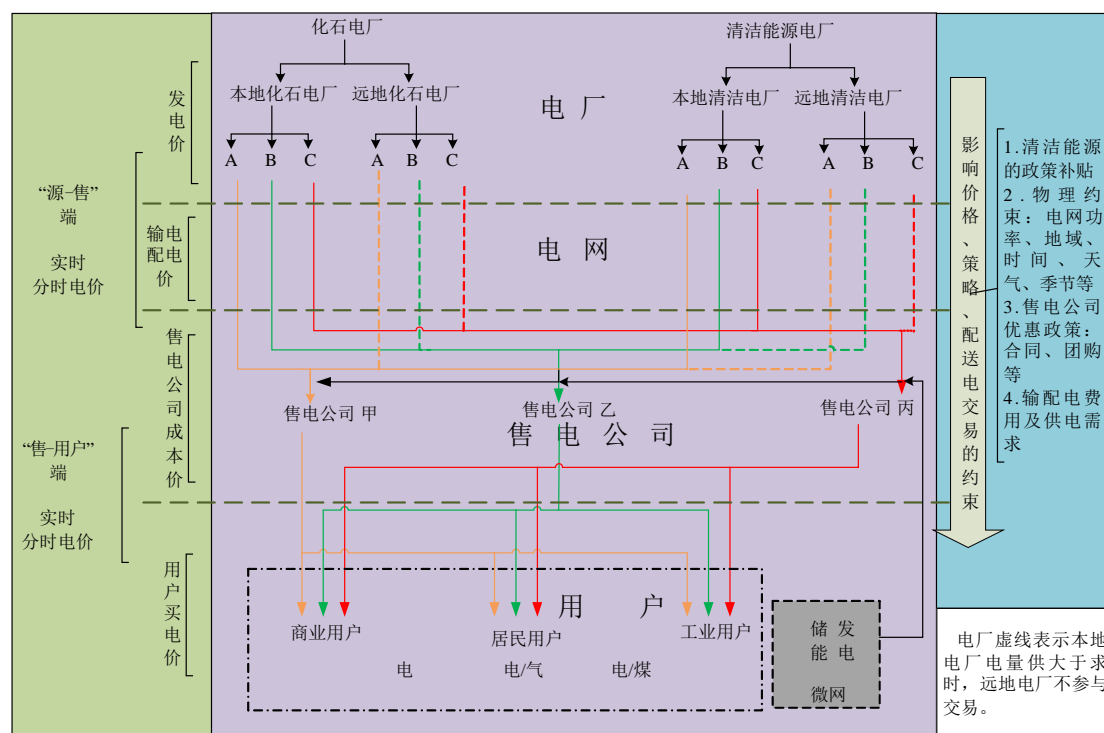 化石电厂
清洁能源电厂
本地化石电厂
远地化石电厂
本地清洁电厂
远地清洁电厂
电 厂
A B C
A B C
A B C
A B C
发电价
“源-售”
端
实时
分时电价
输电
配电
价
电 网
售电公司成本价
售电公司 甲
售电公司 乙
售电公司 丙
售 电 公 司
“售-用户”
端
实时
分时电价
用户买电价
用 户
商业用户
居民用户
工业用户
电
电/气
电/煤
储 发
能 电
微网
影响价格、策略、配送电交易的约束
1.清洁能源
的政策补贴
2.物理约
束：电网功
率、地域、
时间、天
气、季节等
3.售电公司
优惠政策：
合同、团购
等
4.输配电费
用及供电需
求
电厂虚线表示本地
电厂电量供大于求
时，远地电厂不参与
交易。